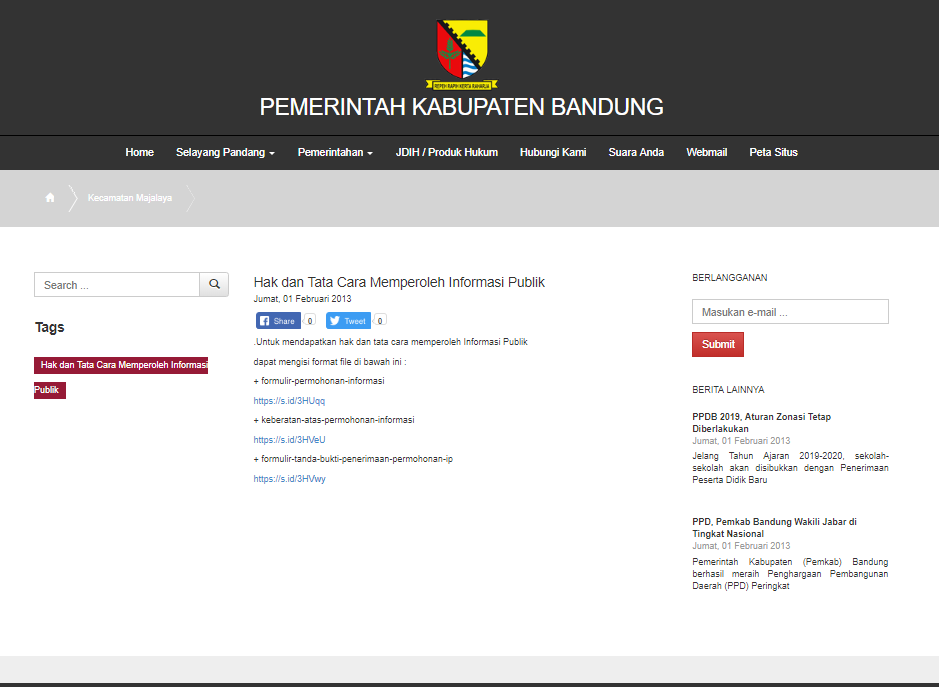 REPEH RAPIH KERTA RAHARJA
PEMERINTAH KABUPATEN BANDUNG
Home Selayang Pandang Pemerintahan JDIH / Produk Hukum Hubungi Kami Suara Anda Webmail Peta Situs
Kecamatan Majalaya
Search ...
Tags
Hak dan Tata Cara Memperoleh Informasi
Publik
Hak dan Tata Cara Memperoleh Informasi Publik
Jumat, 01 Februari 2013
Share 0 Tweet 0
.Untuk mendapatkan hak dan tata cara memperoleh Informasi Publik
dapat mengisi format file di bawah ini :
+ formulir-permohonan-informasi
https://s.id/3HUqq
+ keberatan-atas-permohonan-informasi
https://s.id/3HVeU
+ formulir-tanda-bukti-penerimaan-permohonan-ip
https://s.id/3HVwy
BERLANGGANAN
Masukan e-mail ...
Submit
BERITA LAINNYA
PPDB 2019, Aturan Zonasi Tetap
Diberlakukan
Jumat, 01 Februari 2013
Jelang Tahun Ajaran 2019-2020, sekolah-
sekolah akan disibukkan dengan Penerimaan
Peserta Didik Baru
PPD, Pemkab Bandung Wakili Jabar di
Tingkat Nasional
Jumat, 01 Februari 2013
Pemerintah Kabupaten (Pemkab) Bandung
berhasil meraih Penghargaan Pembangunan
Daerah (PPD) Peringkat